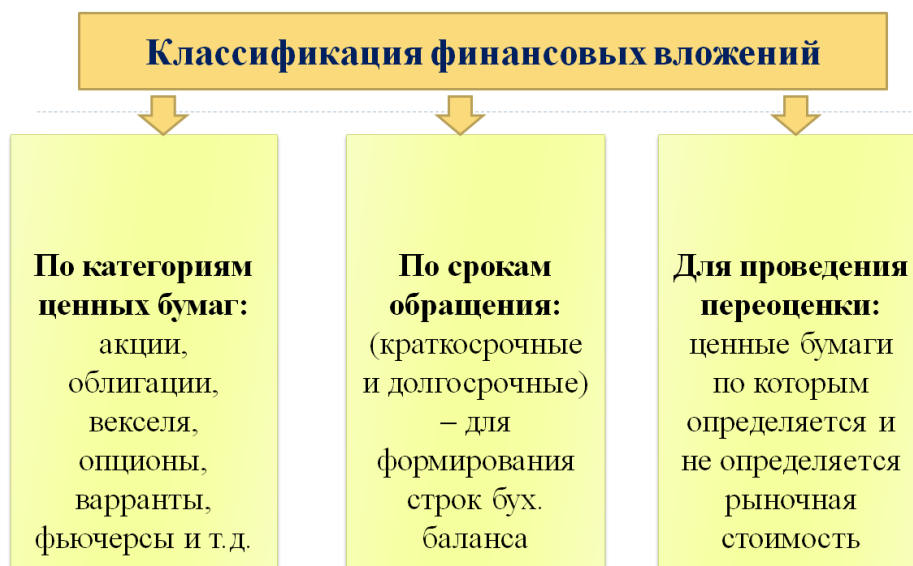 Классификация финансовых вложений
По категориям
ценных бумаг:
акции,
облигации,
векселя,
опционы,
варранты,
фьючерсы и т.д.
По срокам
обращения:
(краткосрочные
и долгосрочные)
– для
формирования
строк бух.
баланса
Для проведения
переоценки:
ценные бумаги
по которым
определяется и
не определяется
рыночная
стоимость